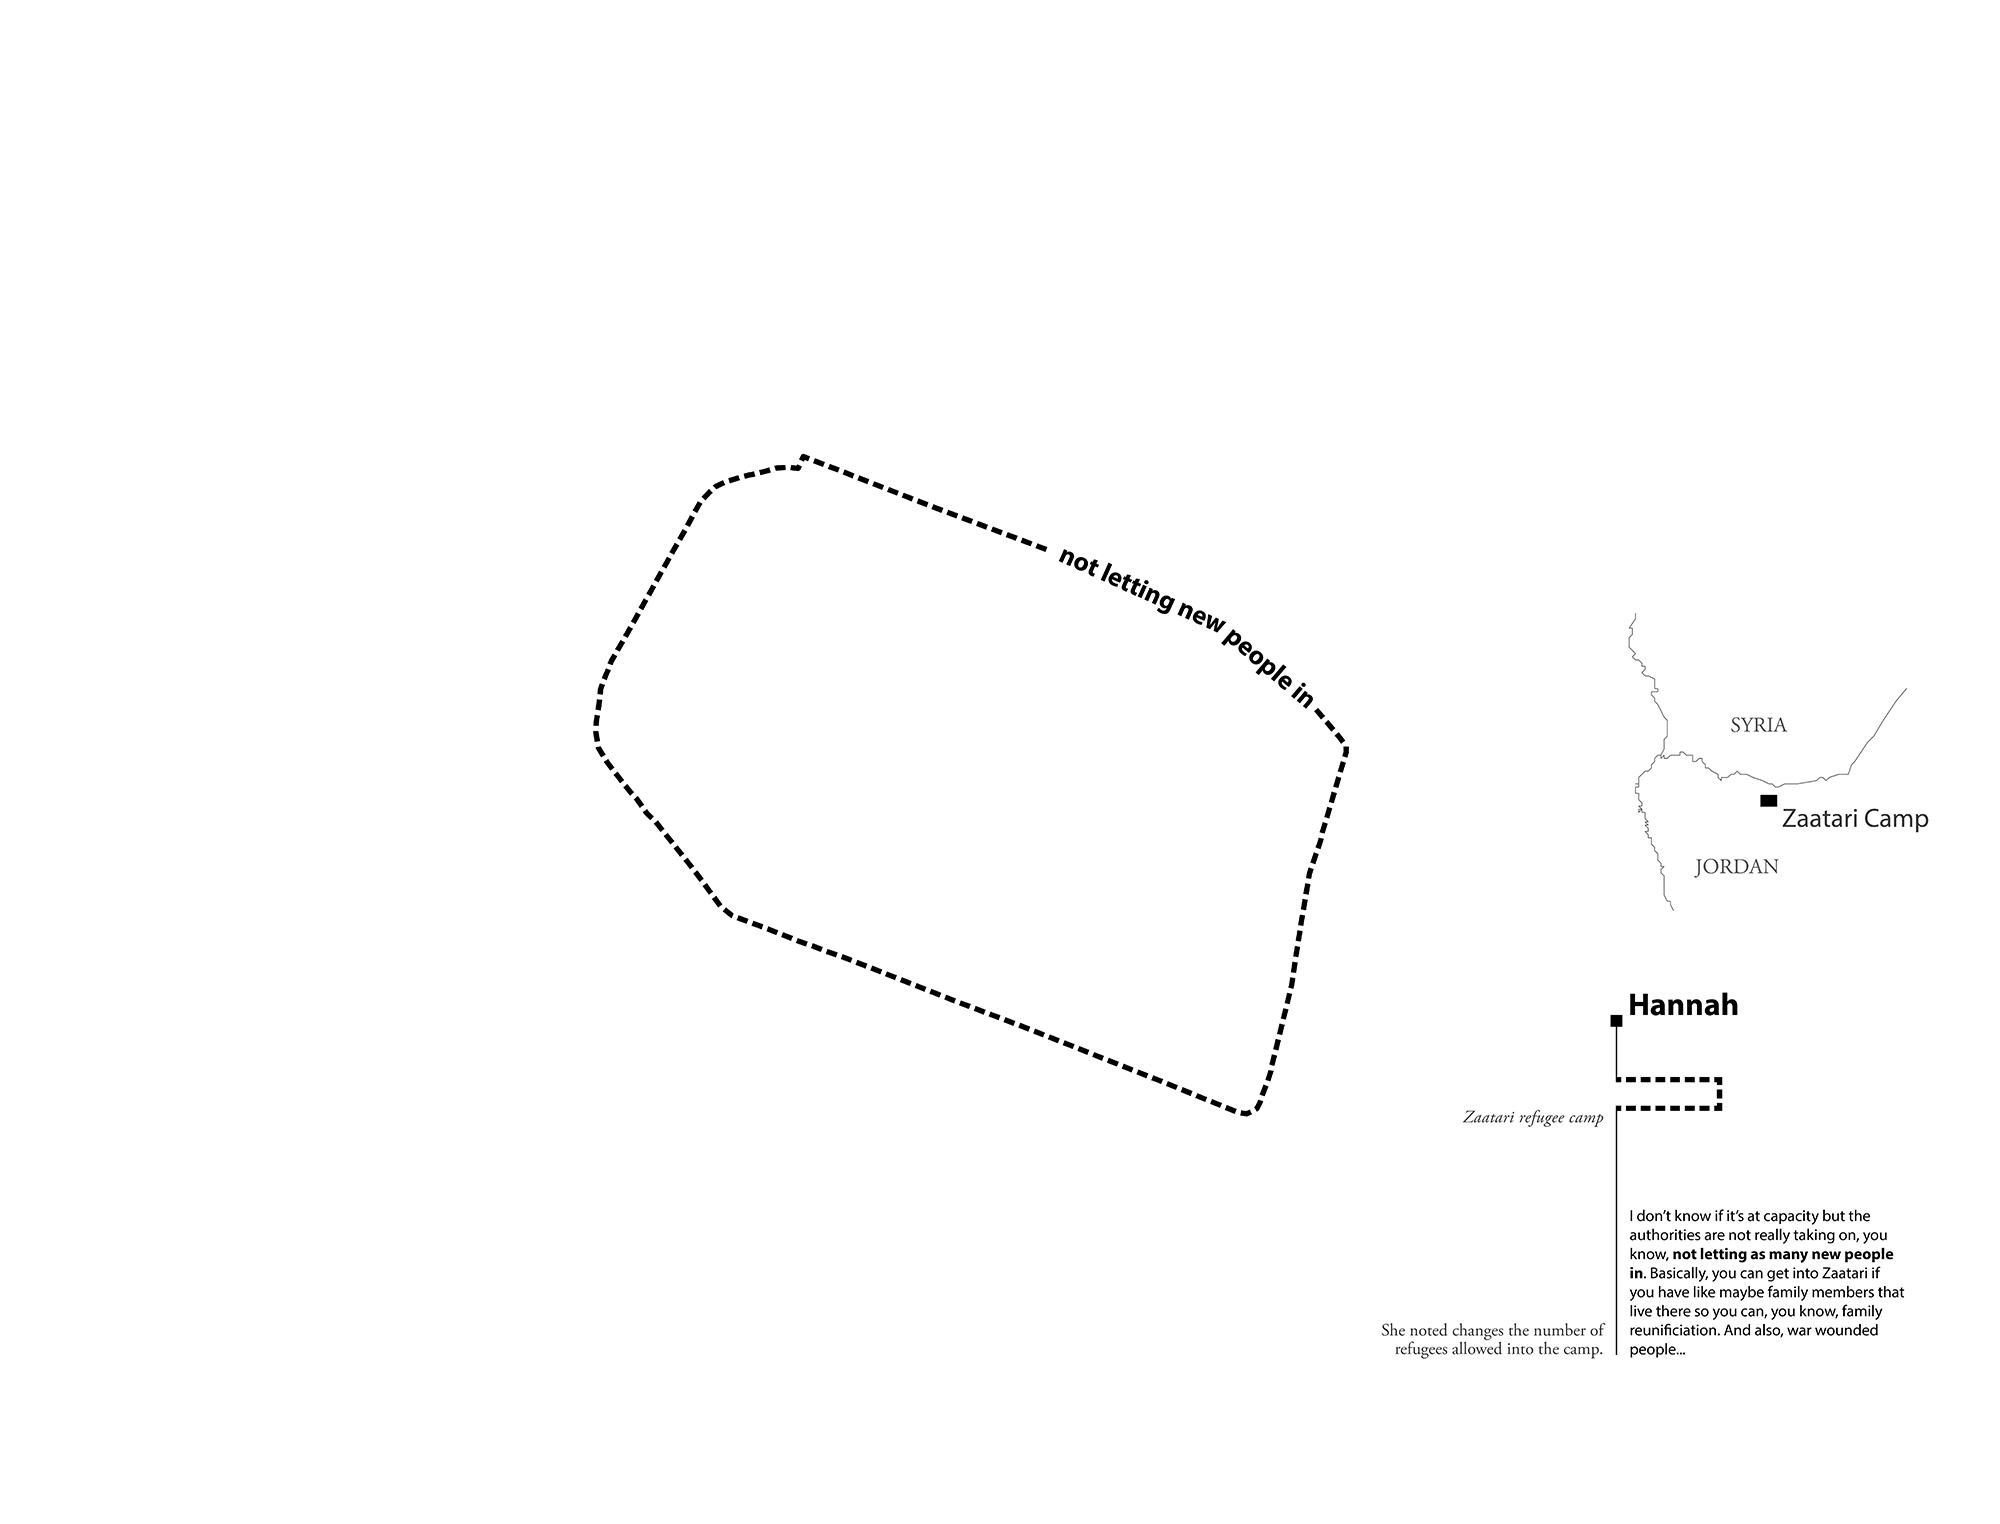 not letting new people in
SYRIA
Zaatari Camp
JORDAN
Hannah
Zaatari refugee camp
I don't know if it's at capacity but the
authorities are not really taking on, you
know, not letting as many new people
in. Basically, you can get into Zaatari if
you have like maybe family members that
live there so you can, you know, family
reunificiation. And also, war wounded
people...
She noted changes the number of
refugees allowed into the camp.